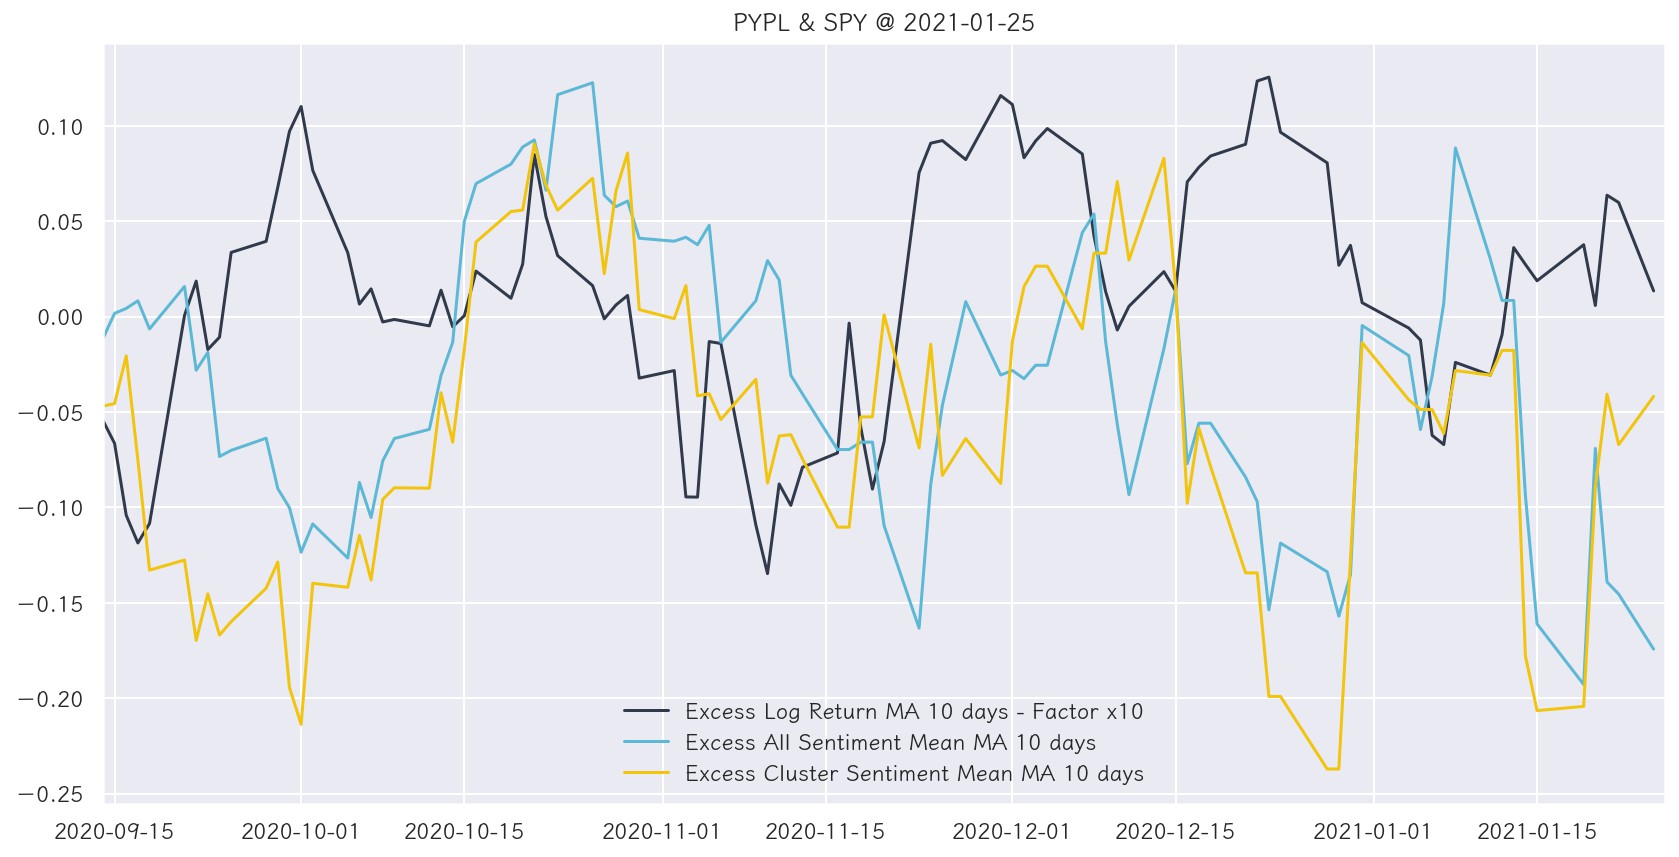 PYPL & SPY @ 2021-01-25
0.10
0.05
0.00
−0.05
−0.10
−0.15
−0.20
−0.25
Excess Log Return MA 10 days - Factor x10
Excess All Sentiment Mean MA 10 days
Excess Cluster Sentiment Mean MA 10 days
2020-09-15 2020-10-01 2020-10-15 2020-11-01 2020-11-15 2020-12-01 2020-12-15 2021-01-01 2021-01-15